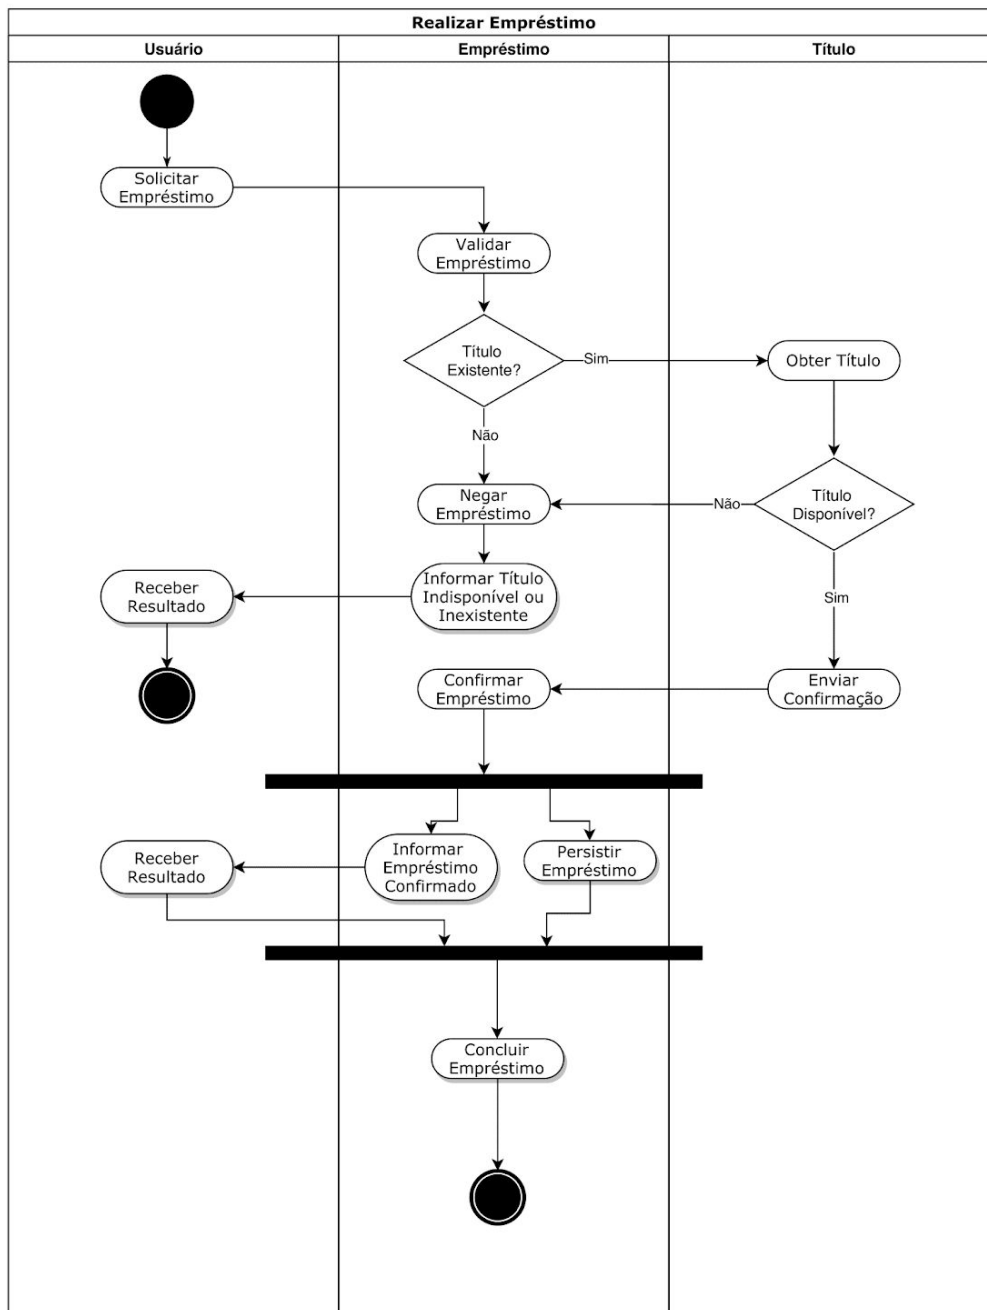 Realizar Empréstimo
Usuário
Empréstimo
Título
Solicitar
Empréstimo
Validar
Empréstimo
Título
Existente?
Sim
Obter Título
Não
Título
Disponível?
Não
Negar
Empréstimo
Informar Título
Indisponível ou
Inexistente
Receber
Resultado
Sim
Enviar
Confirmação
Confirmar
Empréstimo
Informar
Empréstimo
Confirmado
Persistir
Empréstimo
Receber
Resultado
Concluir
Empréstimo